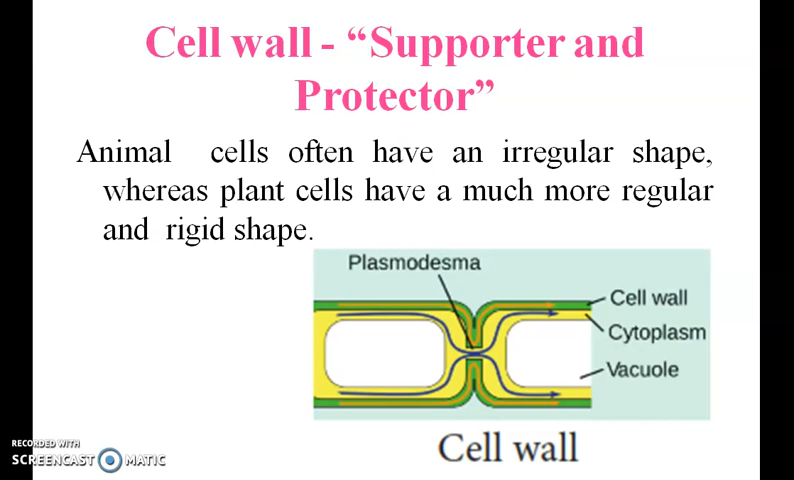 Cell wall - “Supporter and
Protector”
Animal cells often have an irregular shape,
whereas plant cells have a much more regular
and rigid shape.
Plasmodesma
Cell wall
Cytoplasm
Vacuole
Cell wall
RECORDED WITH
SCREENCAST MATIC